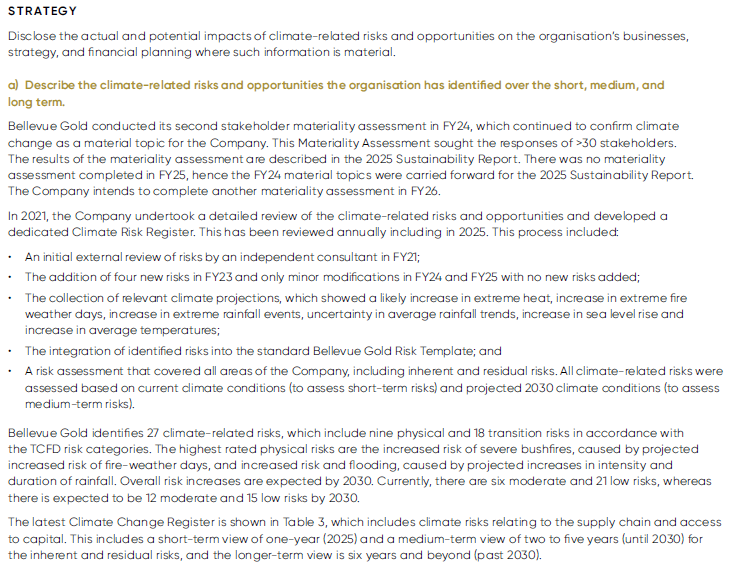 STRATEGY
Disclose the actual and potential impacts of climate-related risks and opportunities on the organisation's businesses,
strategy, and financial planning where such information is material.
a) Describe the climate-related risks and opportunities the organisation has identified over the short, medium, and
long term.
Bellevue Gold conducted its second stakeholder materiality assessment in FY24, which continued to confirm climate
change as a material topic for the Company. This Materiality Assessment sought the responses of >30 stakeholders.
The results of the materiality assessment are described in the 2025 Sustainability Report. There was no materiality
assessment completed in FY25, hence the FY24 material topics were carried forward for the 2025 Sustainability Report.
The Company intends to complete another materiality assessment in FY26.
In 2021, the Company undertook a detailed review of the climate-related risks and opportunities and developed a
dedicated Climate Risk Register. This has been reviewed annually including in 2025. This process included:
• An initial external review of risks by an independent consultant in FY21;
• The addition of four new risks in FY23 and only minor modifications in FY24 and FY25 with no new risks added;
• The collection of relevant climate projections, which showed a likely increase in extreme heat, increase in extreme fire
weather days, increase in extreme rainfall events, uncertainty in average rainfall trends, increase in sea level rise and
increase in average temperatures;
• The integration of identified risks into the standard Bellevue Gold Risk Template; and
• A risk assessment that covered all areas of the Company, including inherent and residual risks. All climate-related risks were
assessed based on current climate conditions (to assess short-term risks) and projected 2030 climate conditions (to assess
medium-term risks).
Bellevue Gold identifies 27 climate-related risks, which include nine physical and 18 transition risks in accordance with
the TCFD risk categories. The highest rated physical risks are the increased risk of severe bushfires, caused by projected
increased risk of fire-weather days, and increased risk and flooding, caused by projected increases in intensity and
duration of rainfall. Overall risk increases are expected by 2030. Currently, there are six moderate and 21 low risks, whereas
there is expected to be 12 moderate and 15 low risks by 2030.
The latest Climate Change Register is shown in Table 3, which includes climate risks relating to the supply chain and access
to capital. This includes a short-term view of one-year (2025) and a medium-term view of two to five years (until 2030) for
the inherent and residual risks, and the longer-term view is six years and beyond (past 2030).